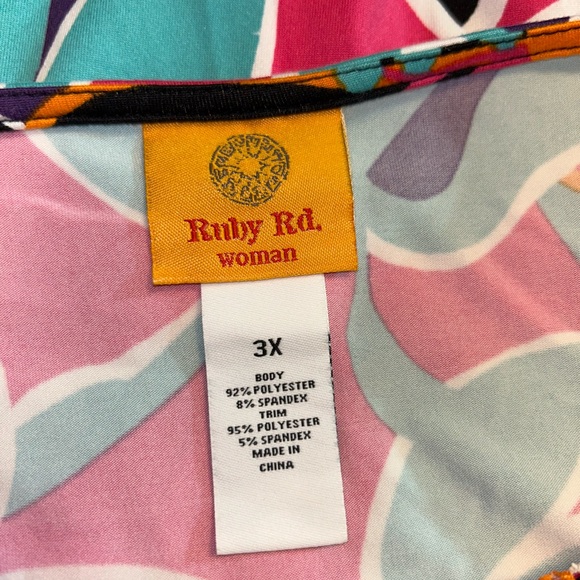 Ruby Rd.
woman
3X
BODY
92% POLYESTER
8% SPANDEX
TRIM
95% POLYESTER
5% SPANDEX
MADE IN
CHINA